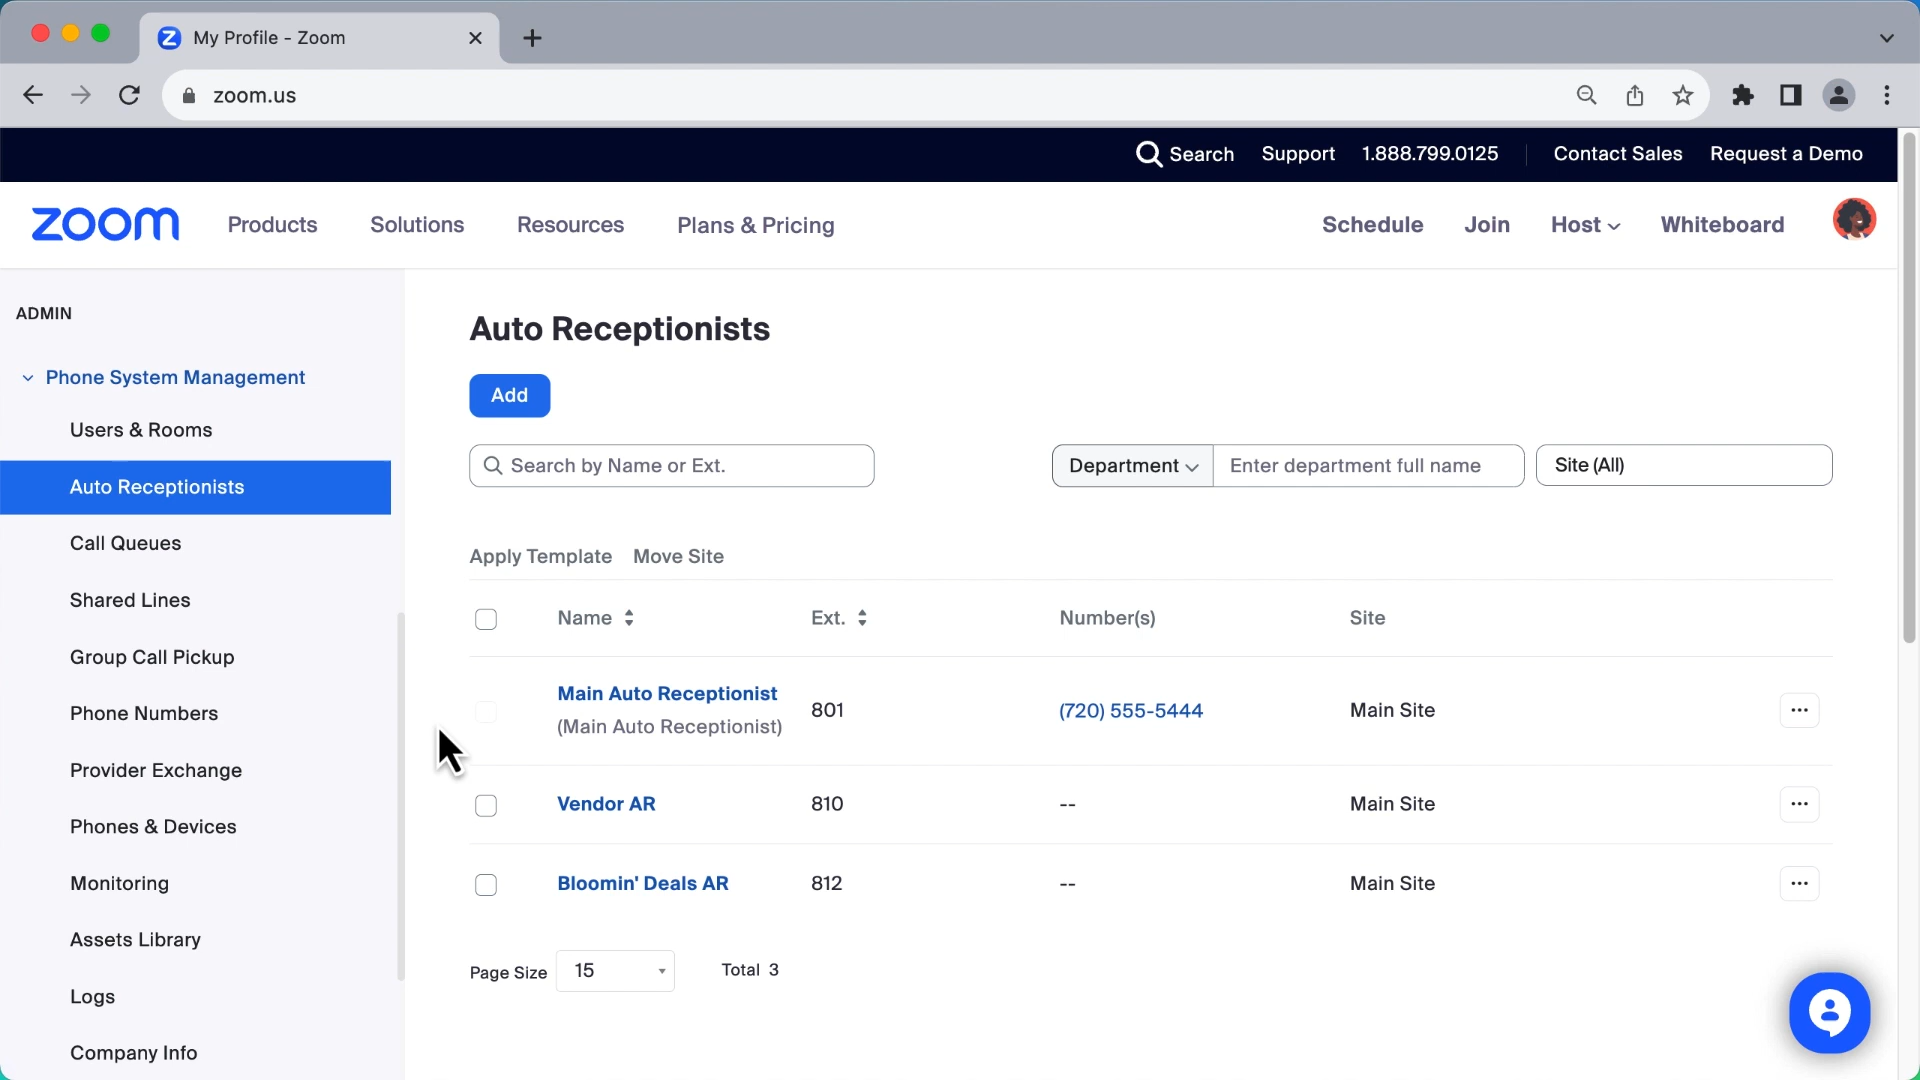 My Profile - Zoom
zoom.us
Search Support 1.888.799.0125 Contact Sales Request a Demo
zoom Products Solutions Resources Plans & Pricing Schedule Join Host Whiteboard
ADMIN
Phone System Management
Users & Rooms
Auto Receptionists
Call Queues
Shared Lines
Group Call Pickup
Phone Numbers
Provider Exchange
Phones & Devices
Monitoring
Assets Library
Logs
Company Info
Auto Receptionists
Add
Search by Name or Ext. Department Enter department full name Site (All)
Apply Template Move Site
Name Ext. Number(s) Site
Main Auto Receptionist 801 (720) 555-5444 Main Site ...
(Main Auto Receptionist)
Vendor AR 810 -- Main Site ...
Bloomin' Deals AR 812 -- Main Site ...
Page Size 15 Total 3